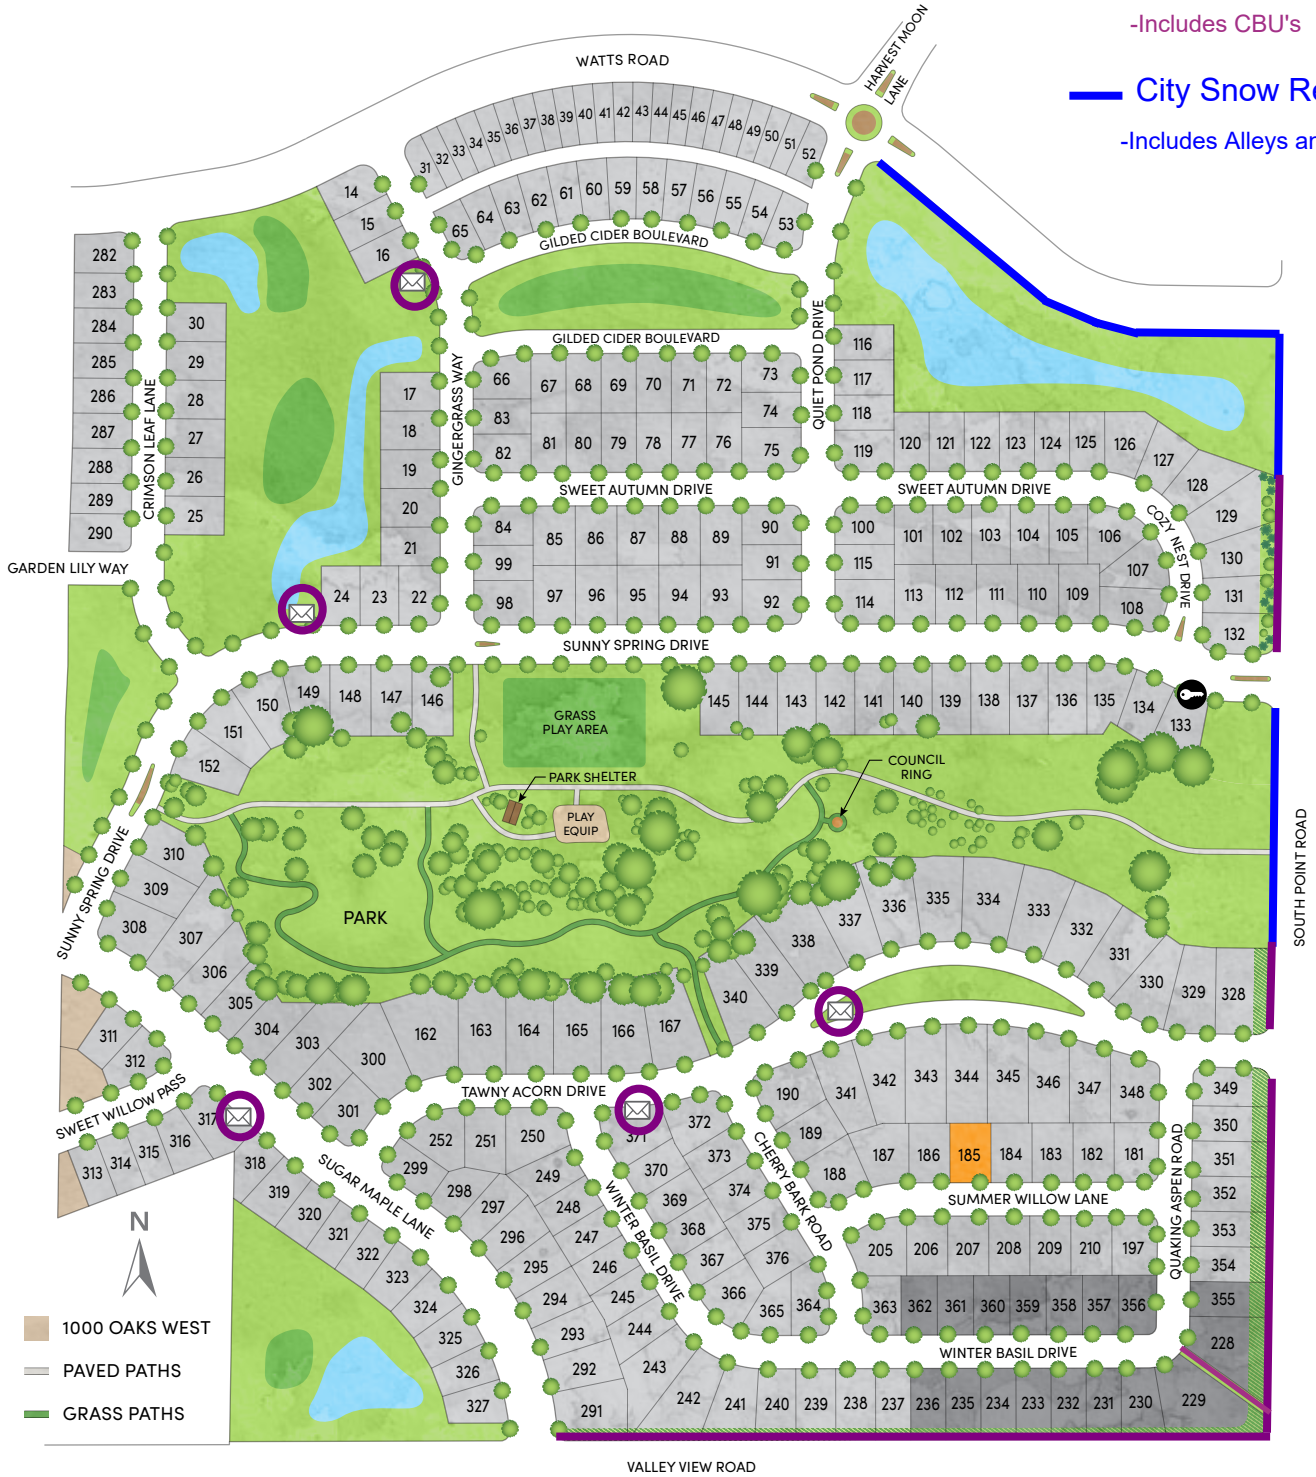 -Includes CBU's
City Snow Re
-Includes Alleys an
HARVEST MOON
LANE
WATTS ROAD
31 32 33 34 35 36 37 38 39 40 41 42 43 44 45 46 47 48 49 50 51 52
65 64 63 62 61 60 59 58 57 56 55 54 53
GILDED CIDER BOULEVARD
14
15
16
282
283
284
285
286
287
288
289
290
30
29
28
27
26
25
CRIMSON LEAF LANE
GARDEN LILY WAY
17
18
19
20
21
24 23 22
GINGERGRASS WAY
GILDED CIDER BOULEVARD
66 67 68 69 70 71 72 73
83 74
82 81 80 79 78 77 76 75
QUIET POND DRIVE
116
117
118
119 120 121 122 123 124 125 126 127 128 129 130 131 132
SWEET AUTUMN DRIVE
SWEET AUTUMN DRIVE
COZY NEST DRIVE
84 85 86 87 88 89 90
99 91
98 97 96 95 94 93 92
100 101 102 103 104 105 106
115 107
114 113 112 111 110 109 108
SUNNY SPRING DRIVE
152 151 150 149 148 147 146
145 144 143 142 141 140 139 138 137 136 135 134 133
GRASS
PLAY AREA
PARK SHELTER
PLAY
EQUIP
COUNCIL
RING
PARK
SUNNY SPRING DRIVE
SOUTH POINT ROAD
310
309
308 307
306
305
304 303 300 162 163 164 165 166 167
302
301
340 339 338 337 336 335 334 333 332 331 330 329 328
311
312
SWEET WILLOW PASS
313 314 315 316 317
318
319
320
321
322
323
324
325
326
327
SUGAR MAPLE LANE
TAWNY ACORN DRIVE
252 251 250
299 249
298 248
297 247
296 246
295 245
294 244
293 243
292 242
291
WINTER BASIL DRIVE
371 372
370 373
369 374
368 375
367 376
366 365 364
CHERRY BARK ROAD
190 341 342 343 344 345 346 347 348
189
188 187 186 185 184 183 182 181
SUMMER WILLOW LANE
205 206 207 208 209 210 197
363 362 361 360 359 358 357 356
QUAKING ASPEN ROAD
349
350
351
352
353
354
355
228
WINTER BASIL DRIVE
241 240 239 238 237 236 235 234 233 232 231 230 229
N
1000 OAKS WEST
PAVED PATHS
GRASS PATHS
VALLEY VIEW ROAD